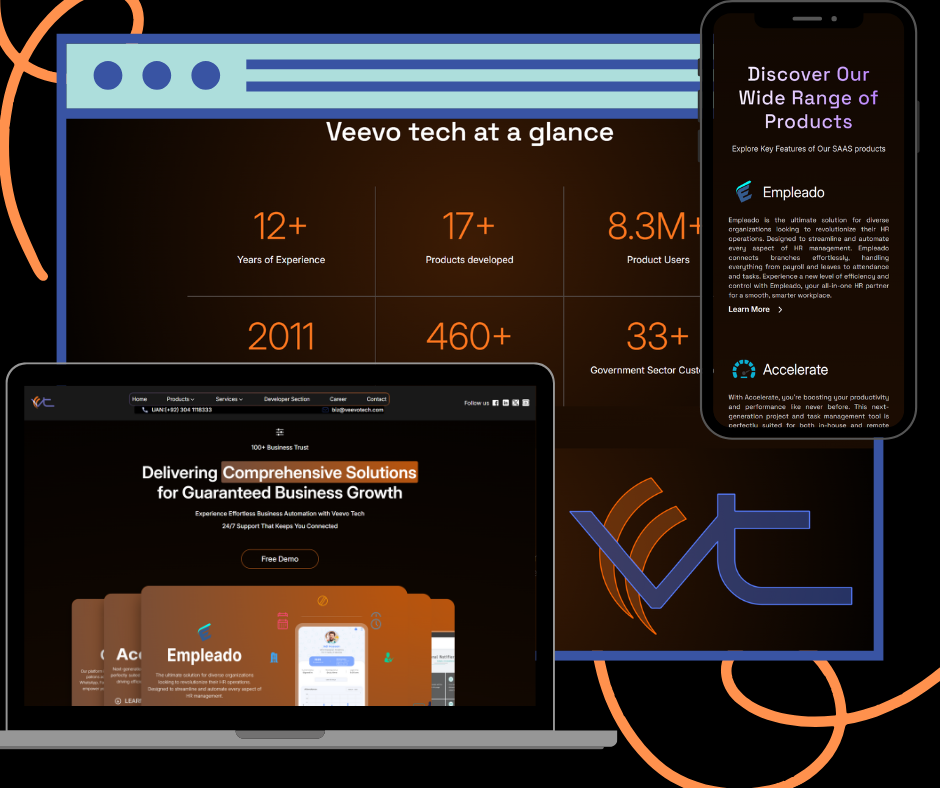 Veevo tech at a glance
12+
17+
8.3M+
Years of Experience
Products developed
Product Users
2011
460+
33+
Government Sector
Discover Our
Wide Range of
Products
Explore Key Features of Our SAAS products
Empleado
Empleado is the ultimate solution for diverse
organizations looking to revolutionize their HR
operations. Designed to streamline and automate
every aspect of HR management, Empleado
connects branches effortlessly, handling
everything from payroll and leaves to attendance
and tasks. Experience a new level of efficiency and
control with Empleado, your all-in-one HR partner
for a smooth, smarter workplace.
Learn More
Accelerate
With Accelerate, you're boosting your productivity
and performance like never before. This next-
generation project and task management tool is
perfectly suited for both in-house and remote
Home
Products
Services
Developer Section
Career
Contact
UAN:(+92) 304 1118333
biz@veevotech.com
Follow us
100+ Business Trust
Delivering Comprehensive Solutions
for Guaranteed Business Growth
Experience Effortless Business Automation with Veevo Tech
24/7 Support That Keeps You Connected
Free Demo
Empleado
The ultimate solution for diverse organizations
looking to revolutionize their HR operations.
Designed to streamline and automate every aspect of
HR management.
vt